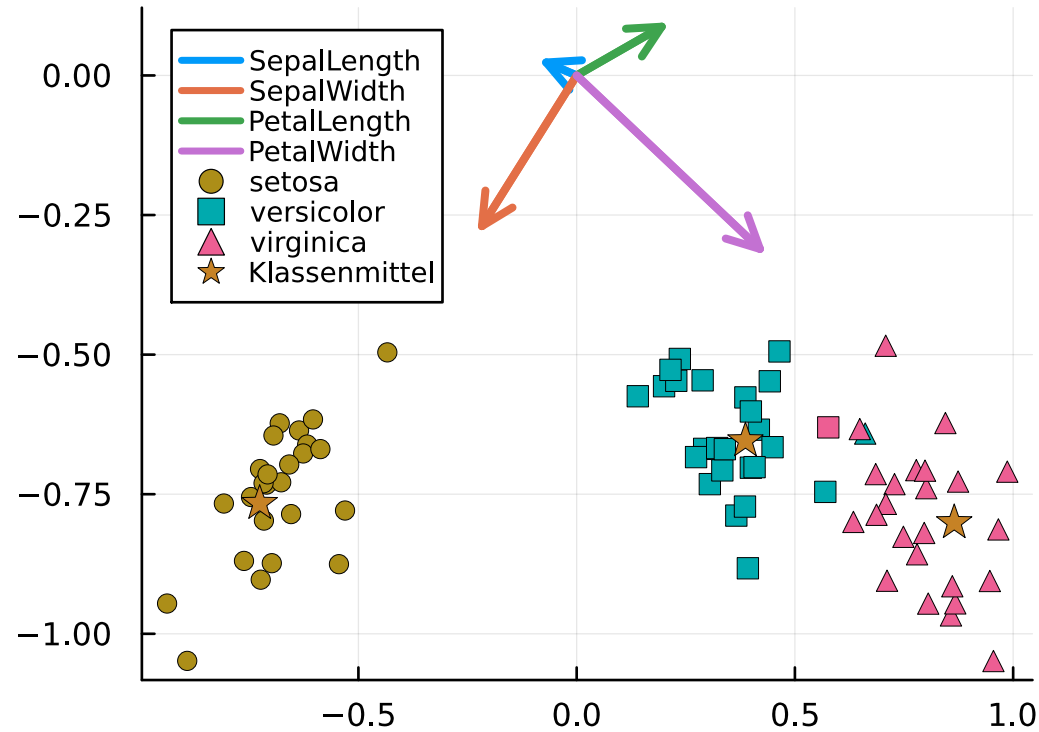 SepalLength
SepalWidth
PetalLength
PetalWidth
setosa
versicolor
virginica
Klassenmittel
0.00
−0.25
−0.50
−0.75
−1.00
−0.5
0.0
0.5
1.0